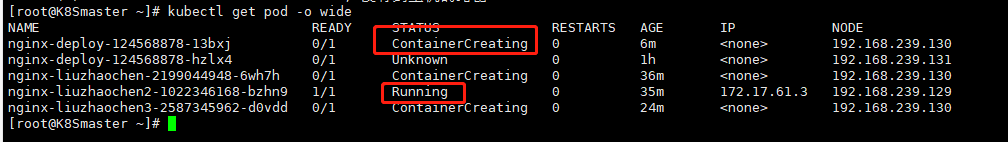 [root@K8Smaster ~]# kubectl get pod -o wide
NAME READY STATUS RESTARTS AGE IP NODE
nginx-deploy-124568878-13bxj 0/1 ContainerCreating 0 6m <none> 192.168.239.130
nginx-deploy-124568878-hzlx4 0/1 Unknown 0 1h <none> 192.168.239.131
nginx-liuzhaochen-2199044948-6wh7h 0/1 ContainerCreating 0 36m <none> 192.168.239.130
nginx-liuzhaochen2-1022346168-bzhn9 1/1 Running 0 35m 172.17.61.3 192.168.239.129
nginx-liuzhaochen3-2587345962-d0vdd 0/1 ContainerCreating 0 24m <none> 192.168.239.130
[root@K8Smaster ~]#